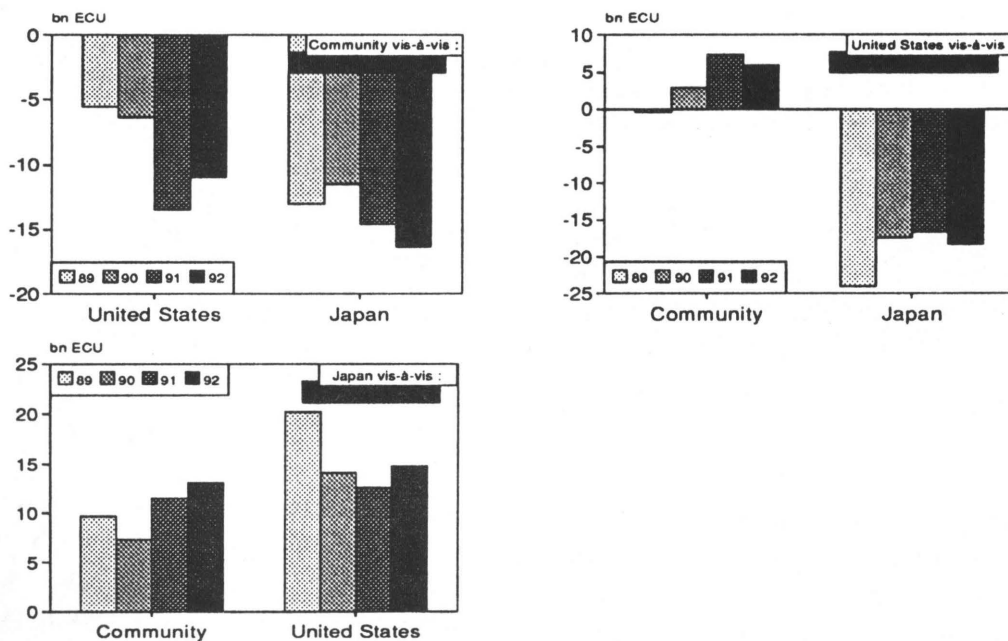 bn ECU
0
-5
-10
-15
-20
Community vis-à-vis :
89 90 91 92
United States Japan
bn ECU
10
5
0
-5
-10
-15
-20
-25
United States vis-à-vis
89 90 91 92
Community Japan
bn ECU
25
20
15
10
5
0
89 90 91 92
Japan vis-à-vis :
Community United States